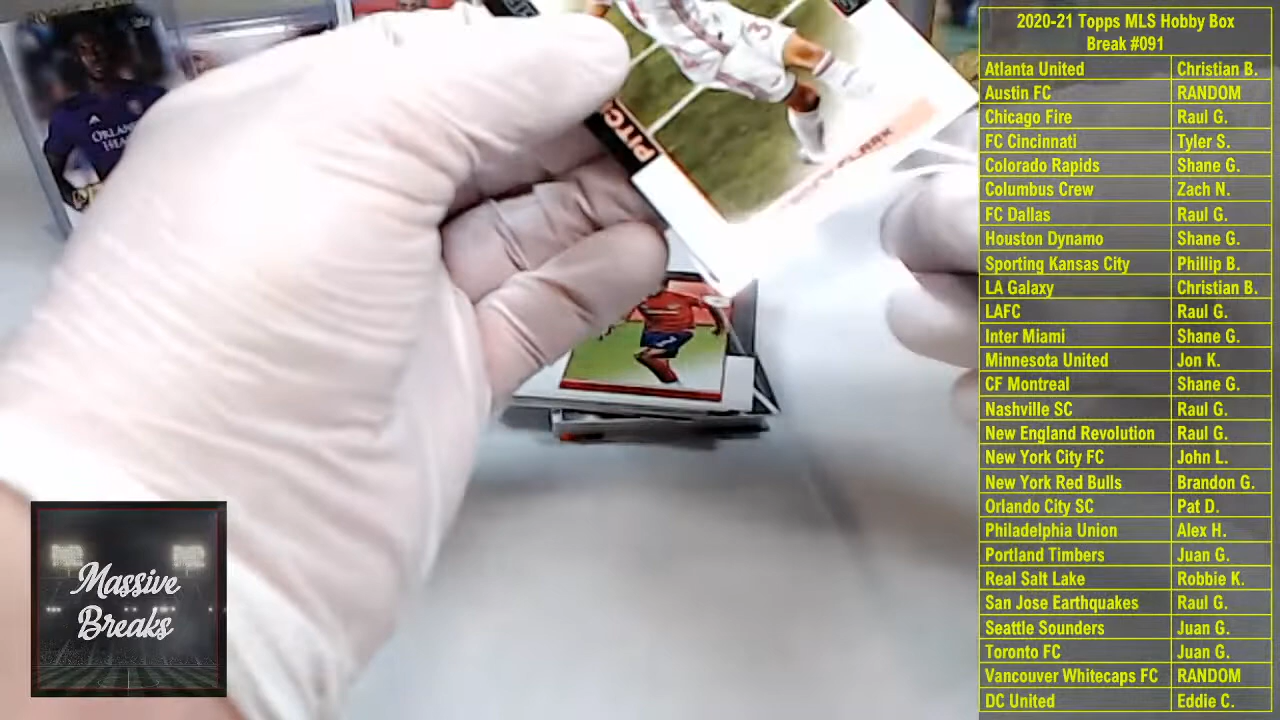 2020-21 Topps MLS Hobby Box
Break #091
Atlanta United Christian B.
Austin FC RANDOM
Chicago Fire Raul G.
FC Cincinnati Tyler S.
Colorado Rapids Shane G.
Columbus Crew Zach N.
FC Dallas Raul G.
Houston Dynamo Shane G.
Sporting Kansas City Phillip B.
LA Galaxy Christian B.
LAFC Raul G.
Inter Miami Shane G.
Minnesota United Jon K.
CF Montreal Shane G.
Nashville SC Raul G.
New England Revolution Raul G.
New York City FC John L.
New York Red Bulls Brandon G.
Orlando City SC Pat D.
Philadelphia Union Alex H.
Portland Timbers Juan G.
Real Salt Lake Robbie K.
San Jose Earthquakes Raul G.
Seattle Sounders Juan G.
Toronto FC Juan G.
Vancouver Whitecaps FC RANDOM
DC United Eddie C.
Massive
Breaks
PITC
CLARK
ORLANDO
HEA
3